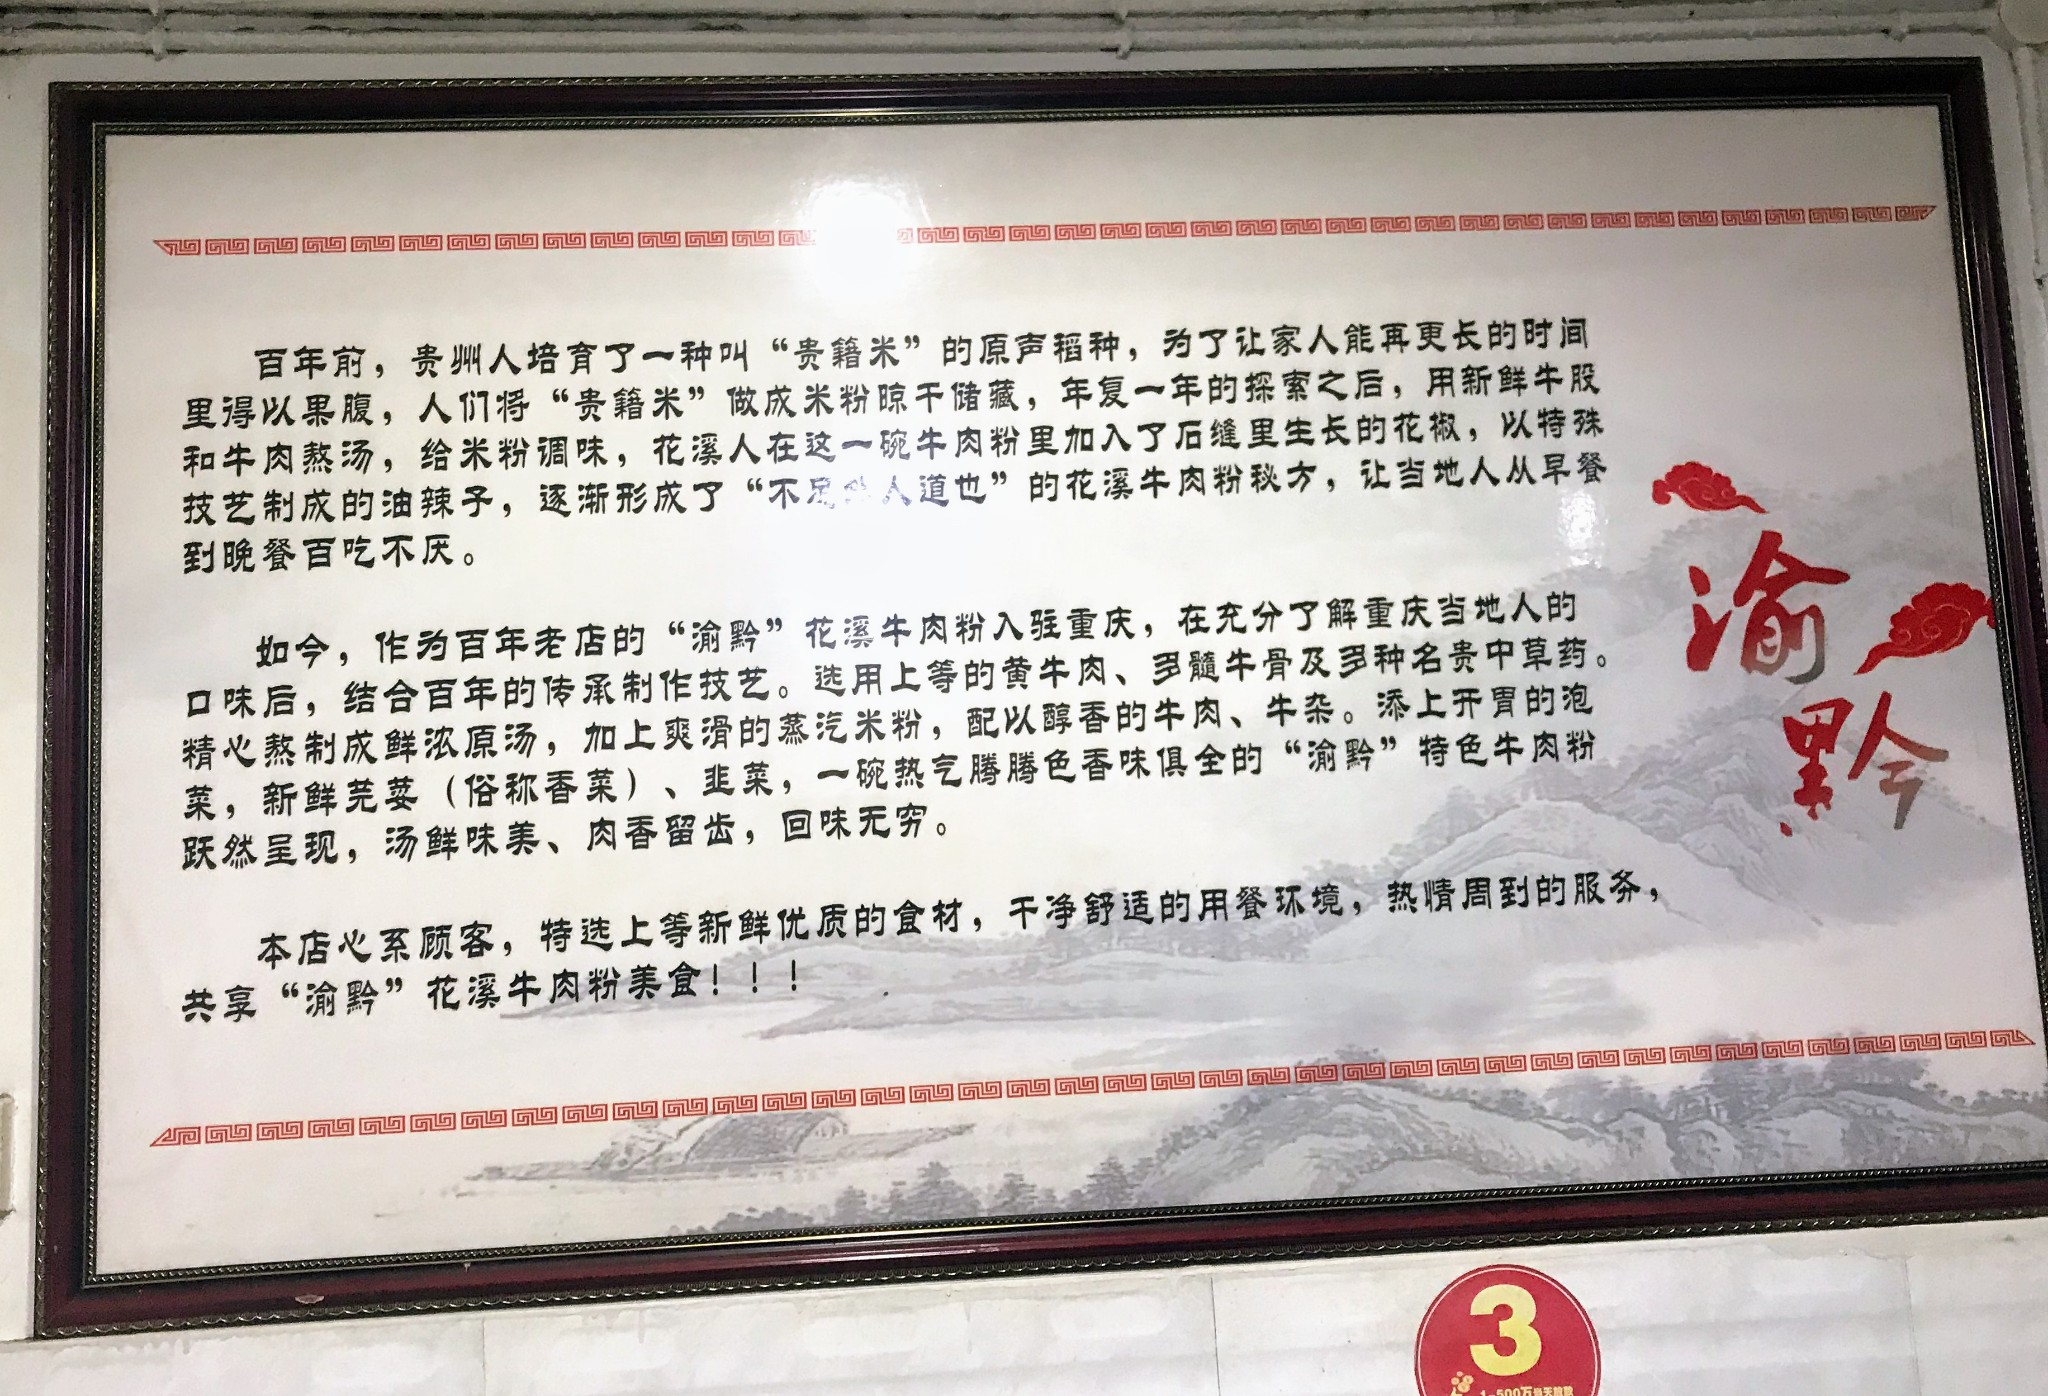 百年前，贵州人培育了一种叫“贵籍米”的原声稻种，为了让家人能再更长的时间
里得以果腹，人们将“贵籍米”做成米粉晾干储藏，年复一年的探索之后，用新鲜牛股
和牛肉熬汤，给米粉调味，花溪人在这一碗牛肉粉里加入了石缝里生长的花椒，以特殊
技艺制成的油辣子，逐渐形成了“不足外人道也”的花溪牛肉粉秘方，让当地人从早餐
到晚餐百吃不厌。
如今，作为百年老店的“渝黔”花溪牛肉粉入驻重庆，在充分了解重庆当地人的
口味后，结合百年的传承制作技艺。选用上等的黄牛肉、多髓牛骨及多种名贵中草药。
精心熬制成鲜浓原汤，加上爽滑的蒸汽米粉，配以醇香的牛肉、牛杂。添上开胃的泡
菜，新鲜芫荽（俗称香菜）、韭菜，一碗热气腾腾色香味俱全的“渝黔”特色牛肉粉
跃然呈现，汤鲜味美、肉香留齿，回味无穷。
本店心系顾客，特选上等新鲜优质的食材，干净舒适的用餐环境，热情周到的服务，
共享“渝黔”花溪牛肉粉美食！！！
渝
黔
3
1-500万当天放款